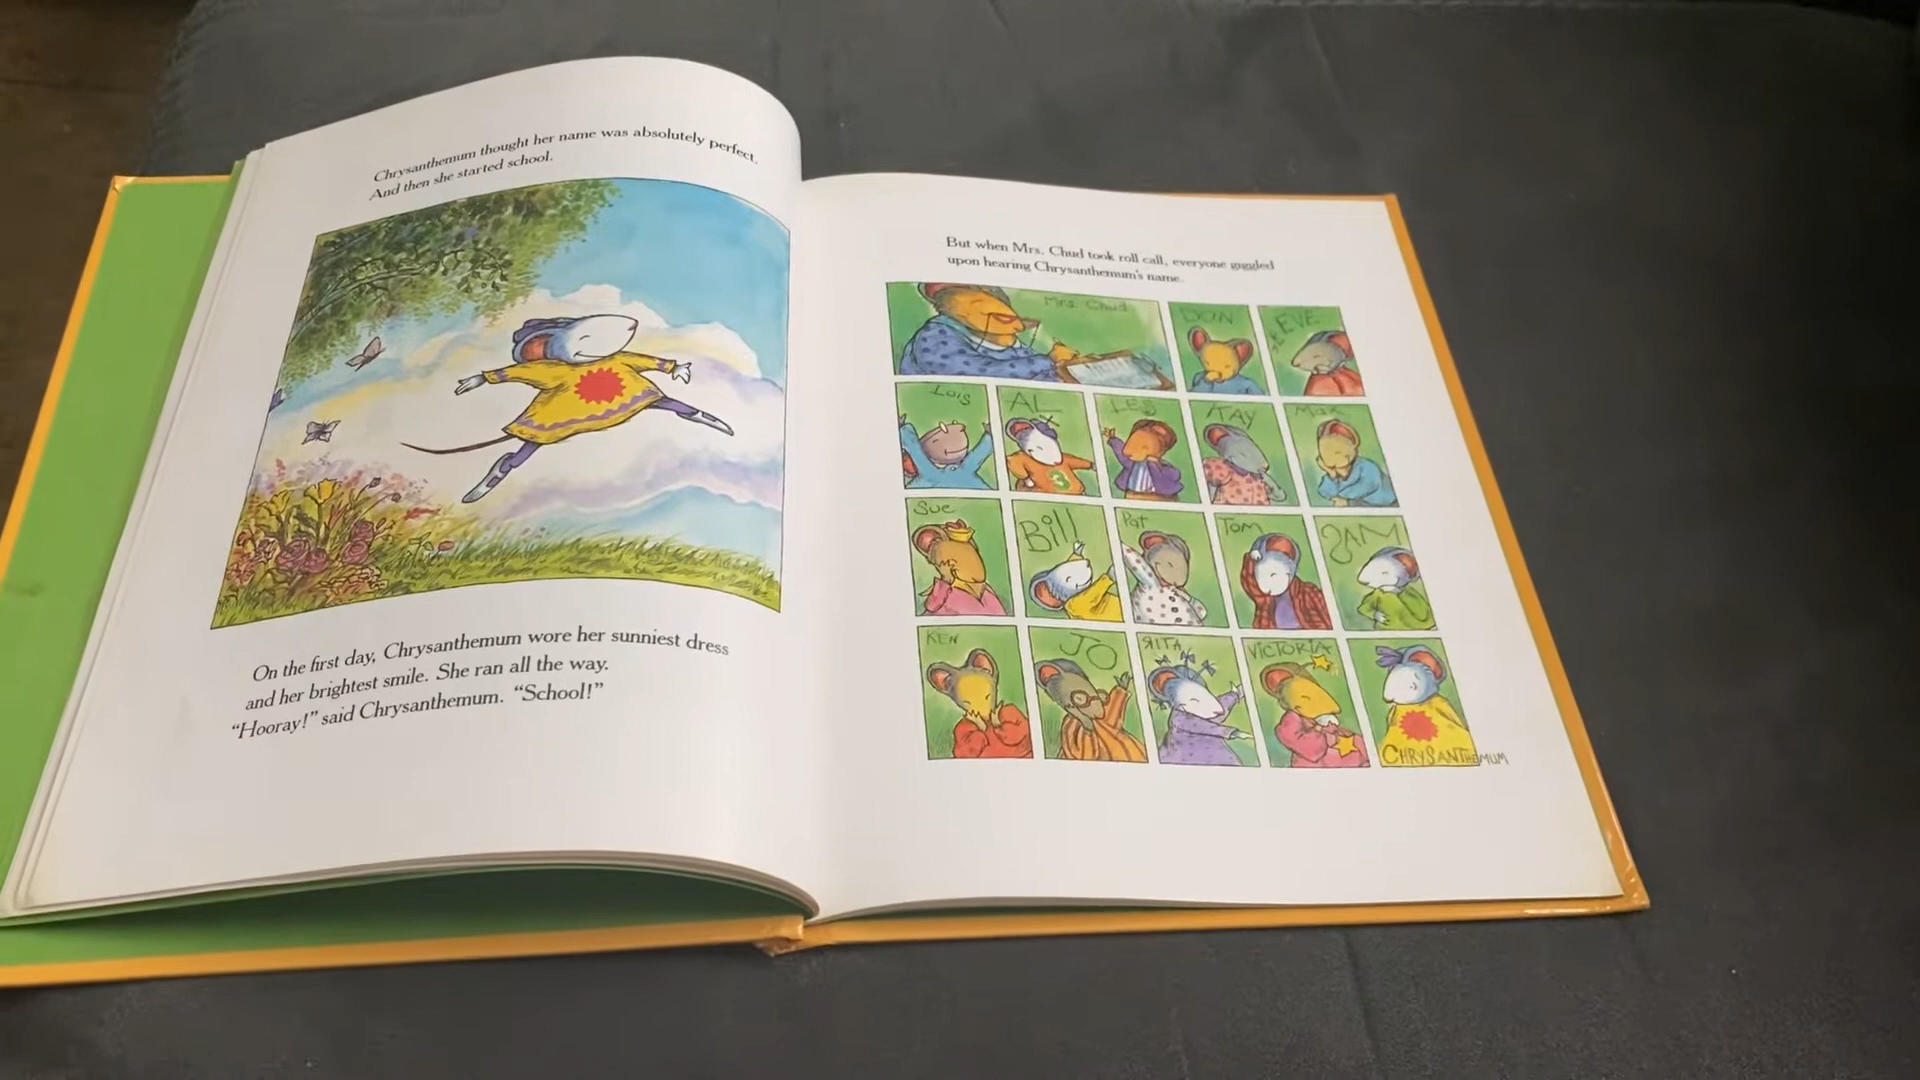 Chrysanthemum thought her name was absolutely perfect.
And then she started school.
On the first day, Chrysanthemum wore her sunniest dress
and her brightest smile. She ran all the way.
“Hooray!” said Chrysanthemum. “School!”
But when Mrs. Chud took roll call, everyone giggled
upon hearing Chrysanthemum's name.
Mrs. Chud
DON
EVE
Lois
AL
LES
KAY
Max
Sue
Bill
Pat
TOM
SAM
KEN
JO
RITA
VICTORIA
CHRYSANTHEMUM